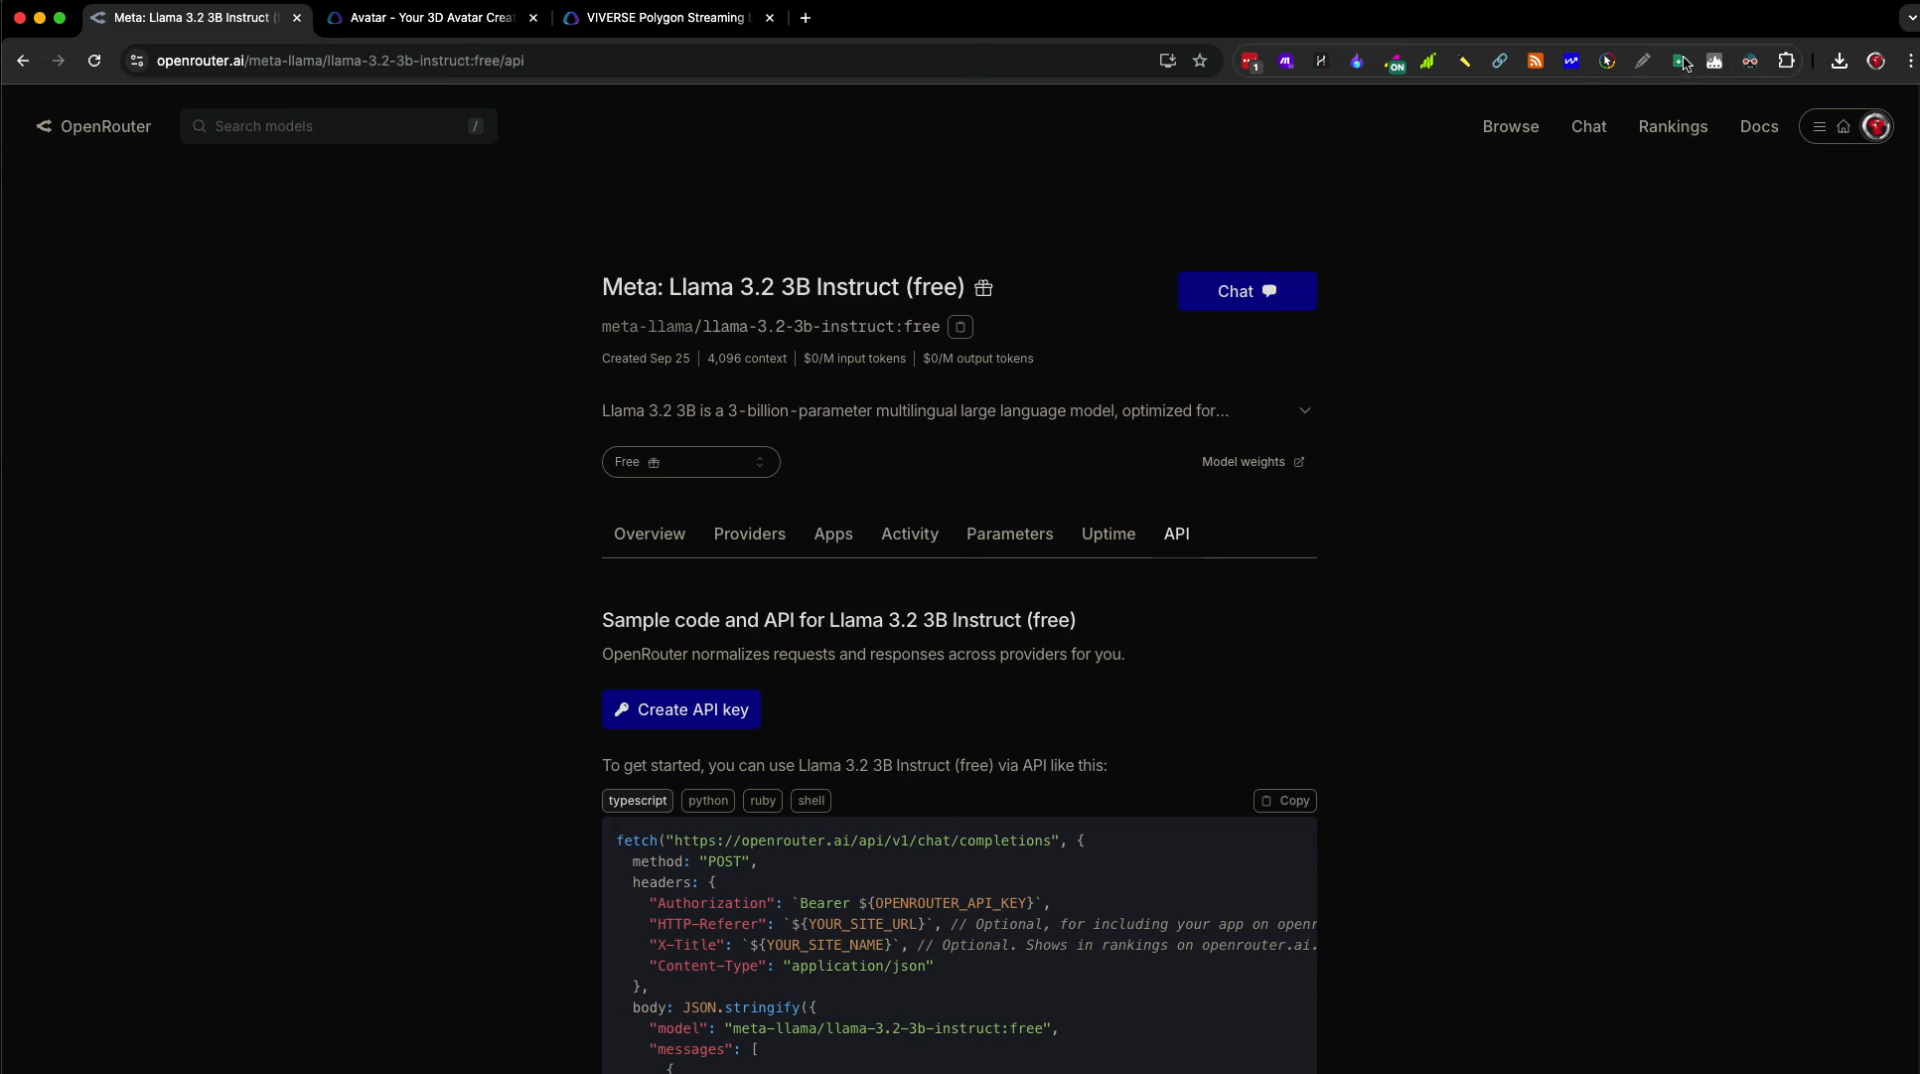 Meta: Llama 3.2 3B Instruct (
Avatar - Your 3D Avatar Creat
VIVERSE Polygon Streaming
openrouter.ai/meta-llama/llama-3.2-3b-instruct:free/api
1
ON
OpenRouter
Search models
/
Browse
Chat
Rankings
Docs
Meta: Llama 3.2 3B Instruct (free)
Chat
meta-llama/llama-3.2-3b-instruct:free
Created Sep 25
4,096 context
$0/M input tokens
$0/M output tokens
Llama 3.2 3B is a 3-billion-parameter multilingual large language model, optimized for...
Free
Model weights
Overview
Providers
Apps
Activity
Parameters
Uptime
API
Sample code and API for Llama 3.2 3B Instruct (free)
OpenRouter normalizes requests and responses across providers for you.
Create API key
To get started, you can use Llama 3.2 3B Instruct (free) via API like this:
typescript
python
ruby
shell
Copy
fetch("https://openrouter.ai/api/v1/chat/completions", {
method: "POST",
headers: {
"Authorization": `Bearer ${OPENROUTER_API_KEY}`,
"HTTP-Referer": `${YOUR_SITE_URL}`, // Optional, for including your app on openr
"X-Title": `${YOUR_SITE_NAME}`, // Optional. Shows in rankings on openrouter.ai.
"Content-Type": "application/json"
},
body: JSON.stringify({
"model": "meta-llama/llama-3.2-3b-instruct:free",
"messages": [
{